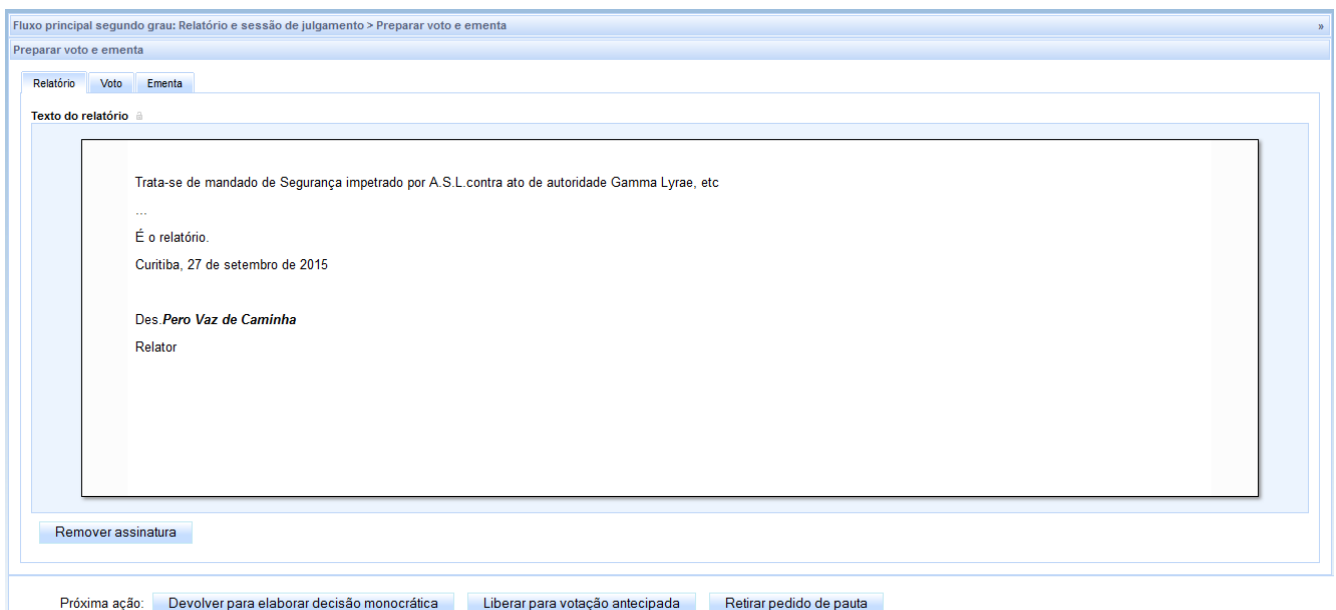 Fluxo principal segundo grau: Relatório e sessão de julgamento > Preparar voto e ementa »
Preparar voto e ementa
Relatório Voto Ementa
Texto do relatório
Trata-se de mandado de Segurança impetrado por A.S.L.contra ato de autoridade Gamma Lyrae, etc
...
É o relatório.
Curitiba, 27 de setembro de 2015
Des.Pero Vaz de Caminha
Relator
Remover assinatura
Próxima ação: Devolver para elaborar decisão monocrática Liberar para votação antecipada Retirar pedido de pauta